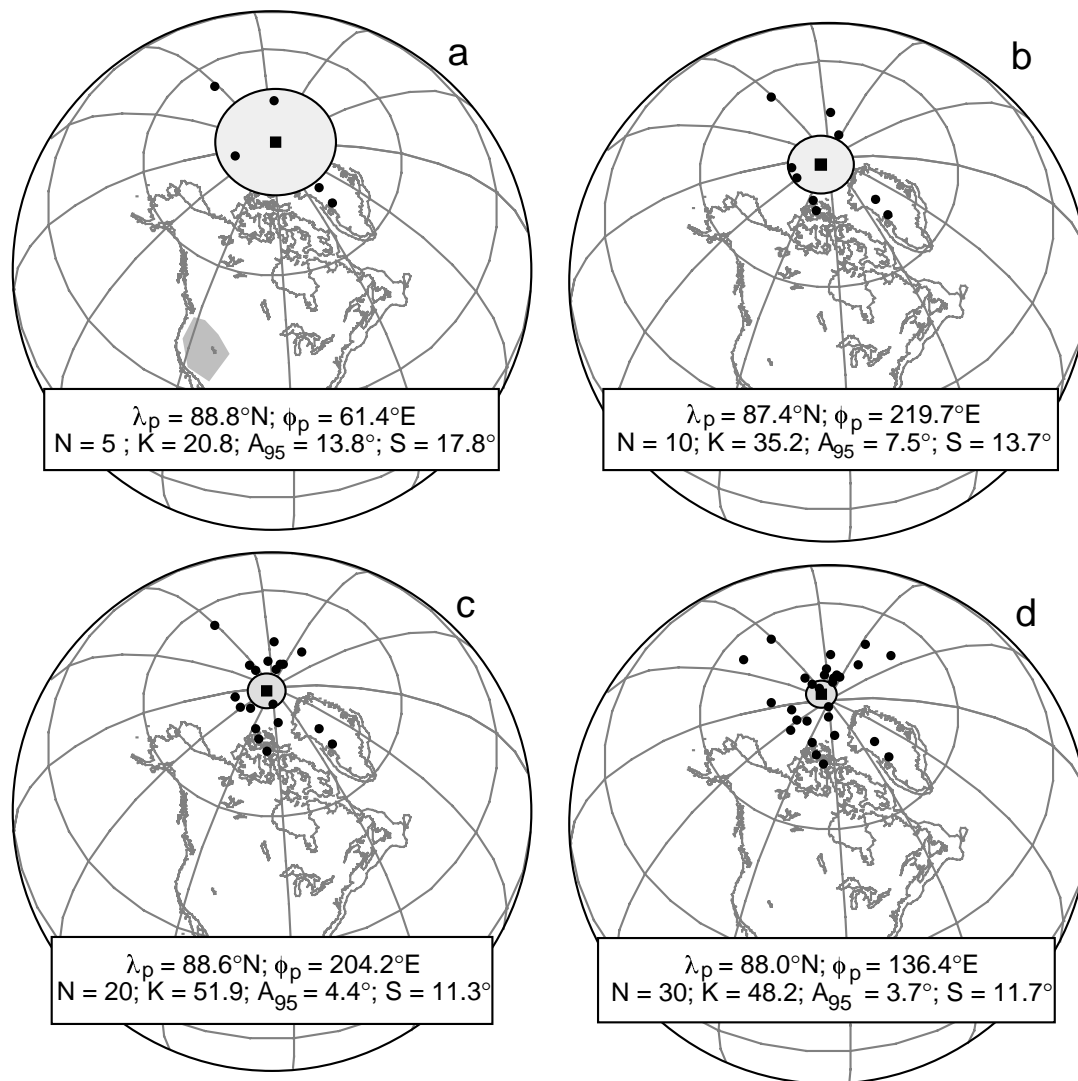 a
λp = 88.8°N; ϕp = 61.4°E
N = 5 ; K = 20.8; A95 = 13.8°; S = 17.8°
b
λp = 87.4°N; ϕp = 219.7°E
N = 10; K = 35.2; A95 = 7.5°; S = 13.7°
c
λp = 88.6°N; ϕp = 204.2°E
N = 20; K = 51.9; A95 = 4.4°; S = 11.3°
d
λp = 88.0°N; ϕp = 136.4°E
N = 30; K = 48.2; A95 = 3.7°; S = 11.7°